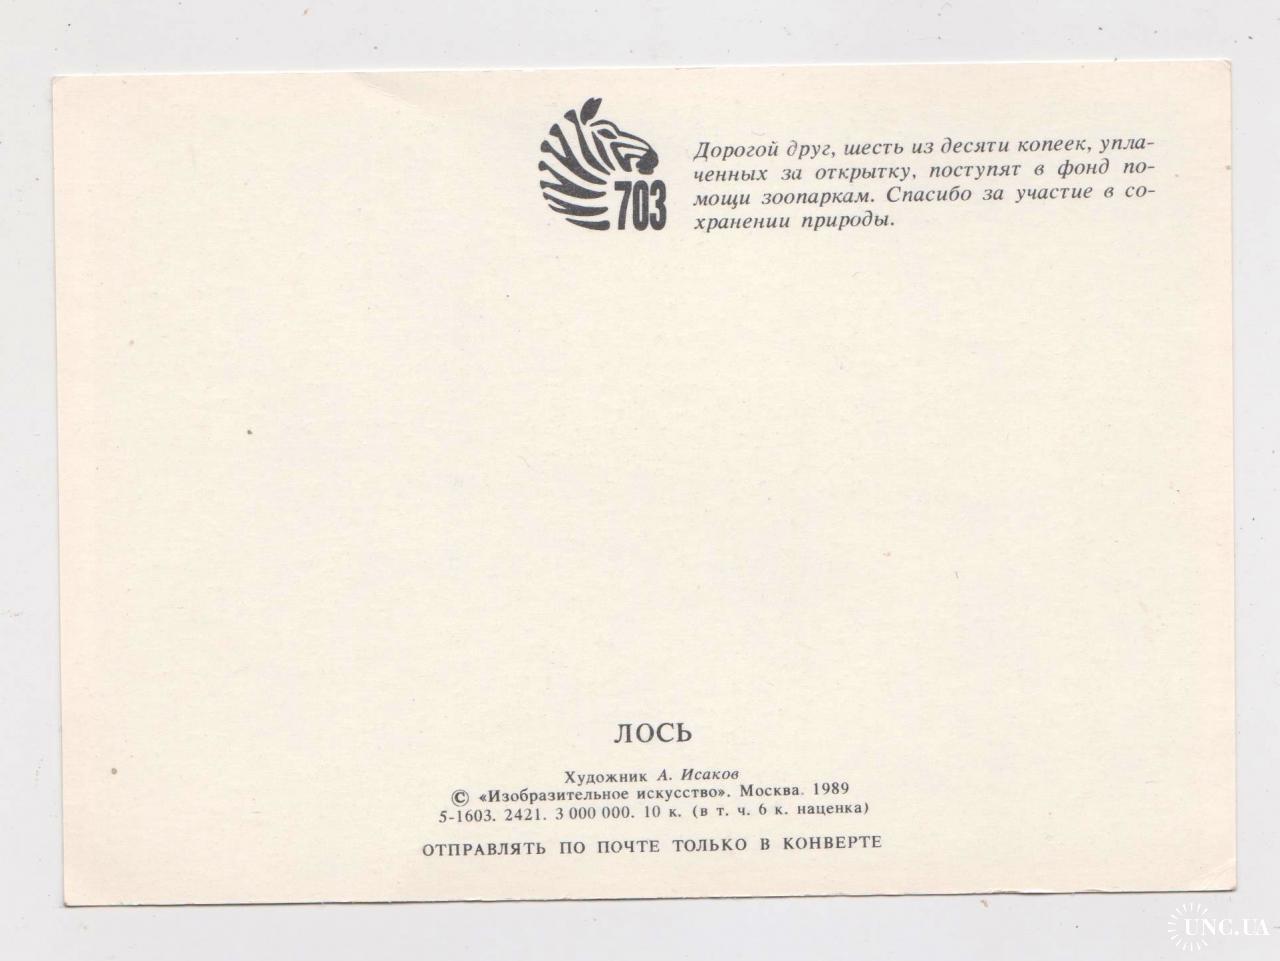 Дорогой друг, шесть из десяти копеек, упла-
ченных за открытку, поступят в фонд по-
мощи зоопаркам. Спасибо за участие в со-
хранении природы.
703
ЛОСЬ
Художник А. Исаков
© «Изобразительное искусство». Москва. 1989
5-1603. 2421. 3 000 000. 10 к. (в т. ч. 6 к. наценка)
ОТПРАВЛЯТЬ ПО ПОЧТЕ ТОЛЬКО В КОНВЕРТЕ
UNC.UA